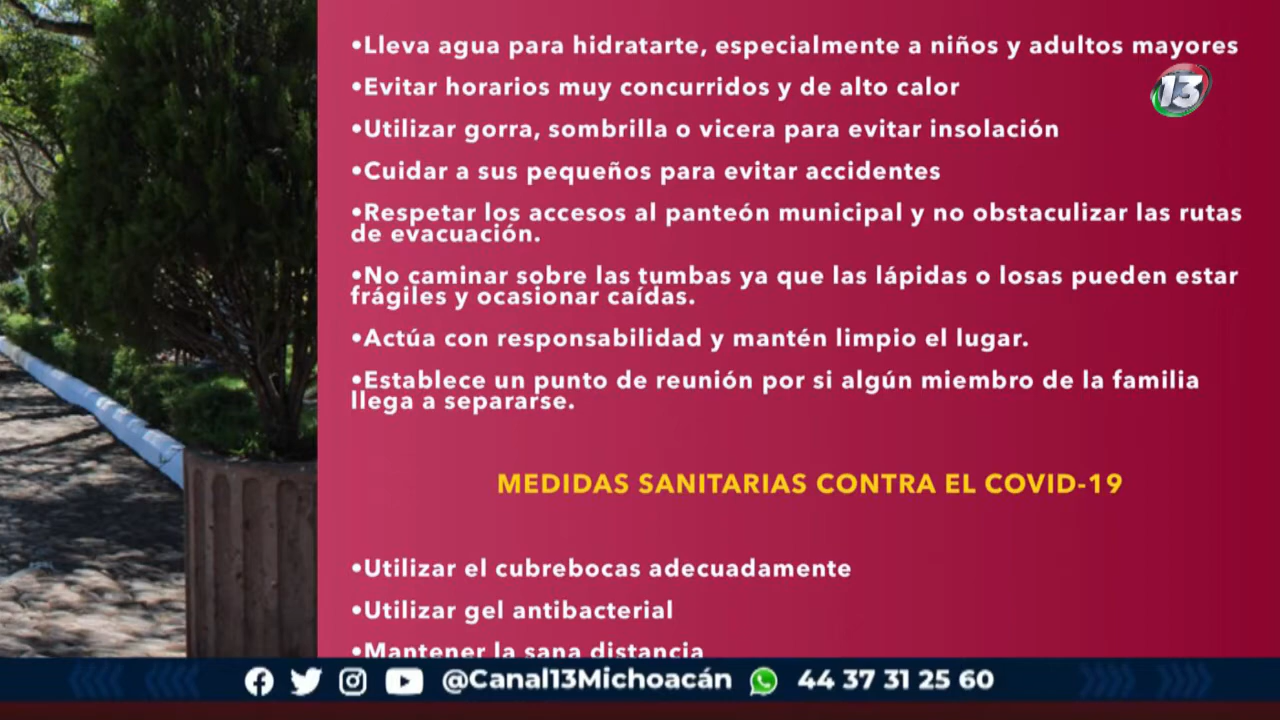 •Lleva agua para hidratarte, especialmente a niños y adultos mayores
13
•Evitar horarios muy concurridos y de alto calor
•Utilizar gorra, sombrilla o vicera para evitar insolación
•Cuidar a sus pequeños para evitar accidentes
•Respetar los accesos al panteón municipal y no obstaculizar las rutas
de evacuación.
•No caminar sobre las tumbas ya que las lápidas o losas pueden estar
frágiles y ocasionar caídas.
•Actúa con responsabilidad y mantén limpio el lugar.
•Establece un punto de reunión por si algún miembro de la familia
llega a separarse.
MEDIDAS SANITARIAS CONTRA EL COVID-19
•Utilizar el cubrebocas adecuadamente
•Utilizar gel antibacterial
•Mantener la sana distancia
@Canal13Michoacán 44 37 31 25 60